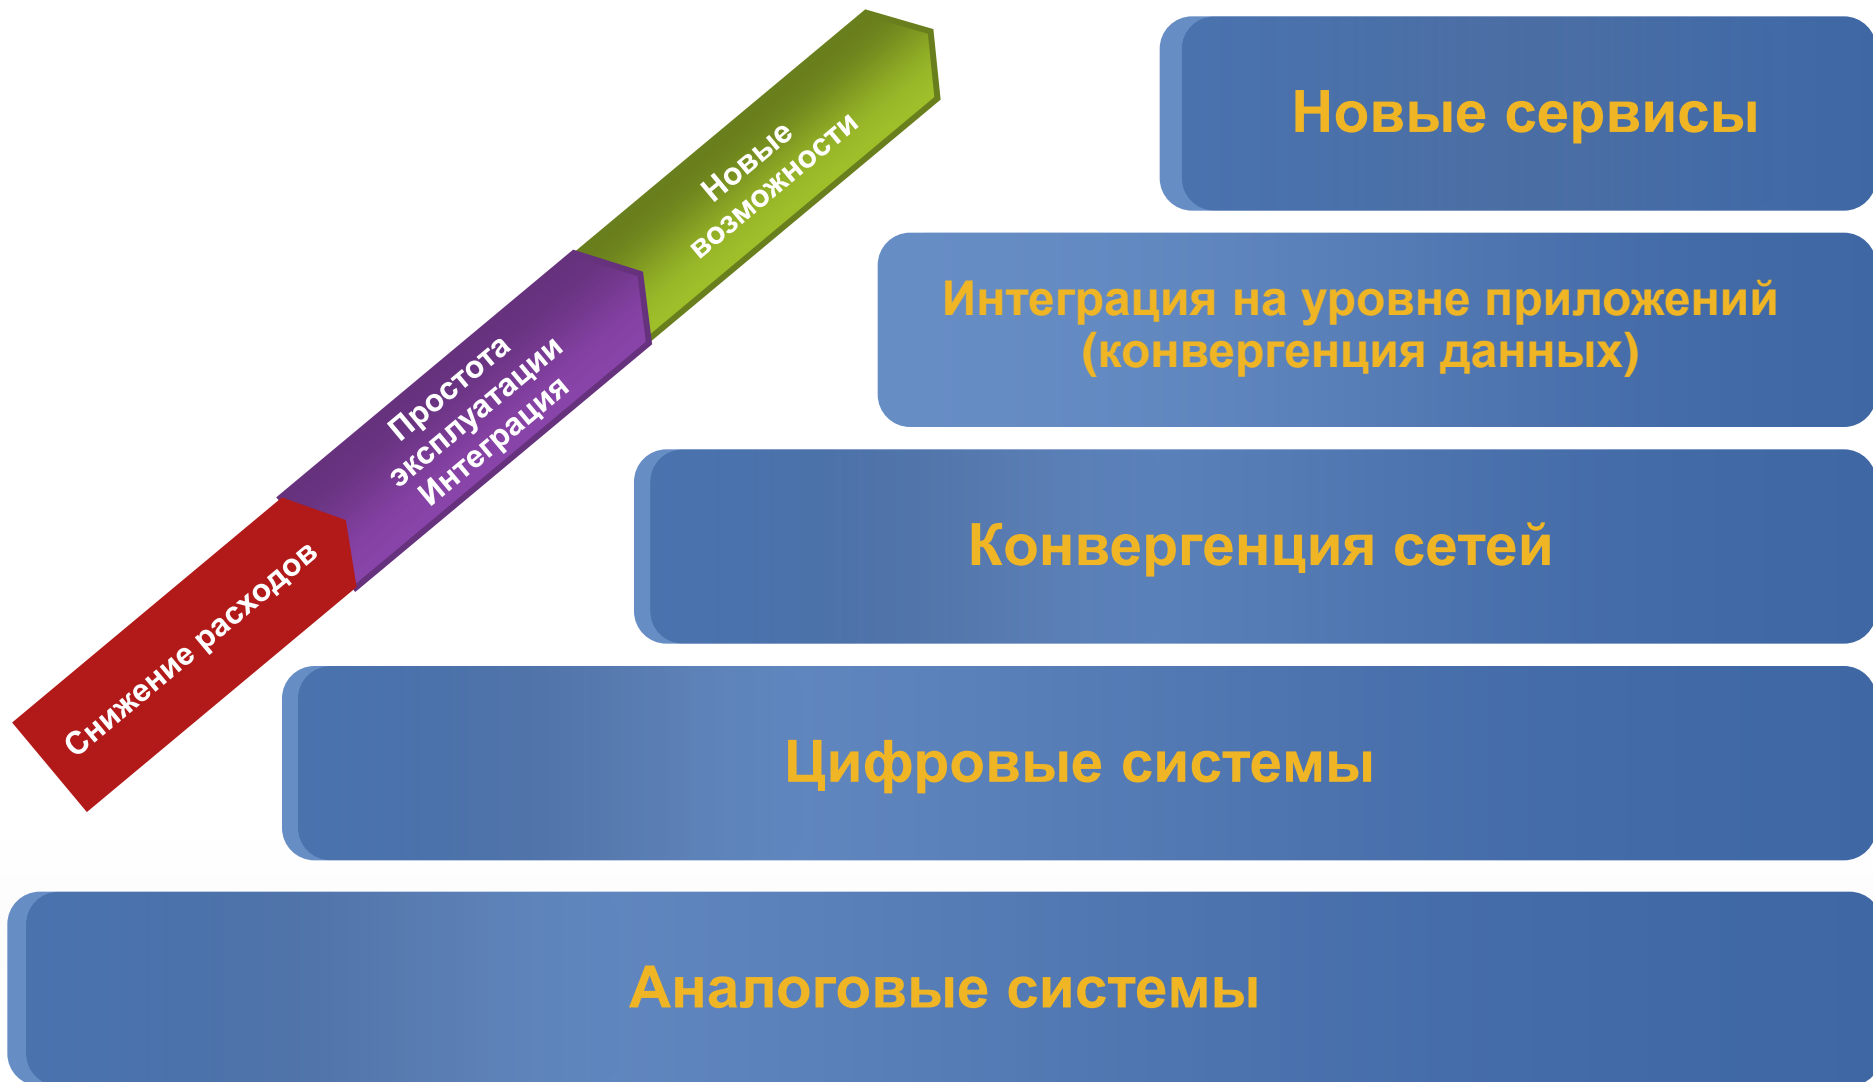 Новые
возможности
Простота
эксплуатации
Интеграция
Снижение расходов
Новые сервисы
Интеграция на уровне приложений
(конвергенция данных)
Конвергенция сетей
Цифровые системы
Аналоговые системы